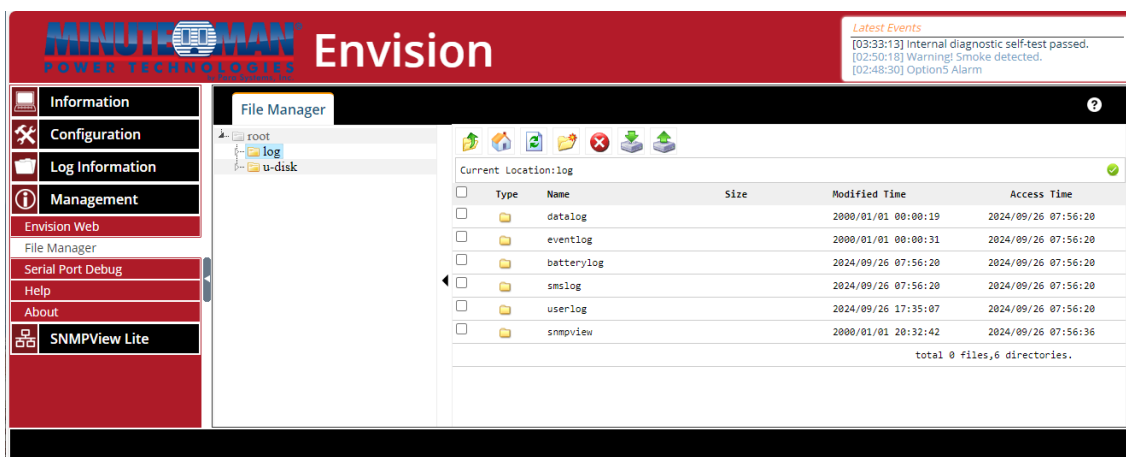 MINUTEMAN®
POWER TECHNOLOGIES
by Para Systems, Inc.
Envision
Latest Events
[03:33:13] Internal diagnostic self-test passed.
[02:50:18] Warning! Smoke detected.
[02:48:30] Option5 Alarm
Information
Configuration
Log Information
Management
Envision Web
File Manager
Serial Port Debug
Help
About
SNMPView Lite
File Manager
?
root
log
u-disk
Current Location:log
Type Name Size Modified Time Access Time
datalog 2000/01/01 00:00:19 2024/09/26 07:56:20
eventlog 2000/01/01 00:00:31 2024/09/26 07:56:20
batterylog 2024/09/26 07:56:20 2024/09/26 07:56:20
smslog 2024/09/26 07:56:20 2024/09/26 07:56:20
userlog 2024/09/26 17:35:07 2024/09/26 07:56:20
snmpview 2000/01/01 20:32:42 2024/09/26 07:56:36
total 0 files,6 directories.